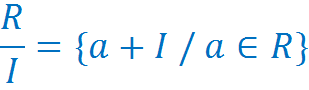 R/I = {a + I / a ∈ R}